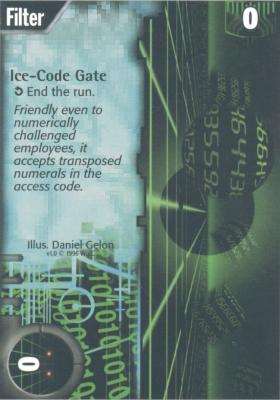 Filter
0
Ice-Code Gate
End the run.
Friendly even to
numerically
challenged
employees, it
accepts transposed
numerals in the
access code.
Illus. Daniel Gelon
v1.0 © 1996
0